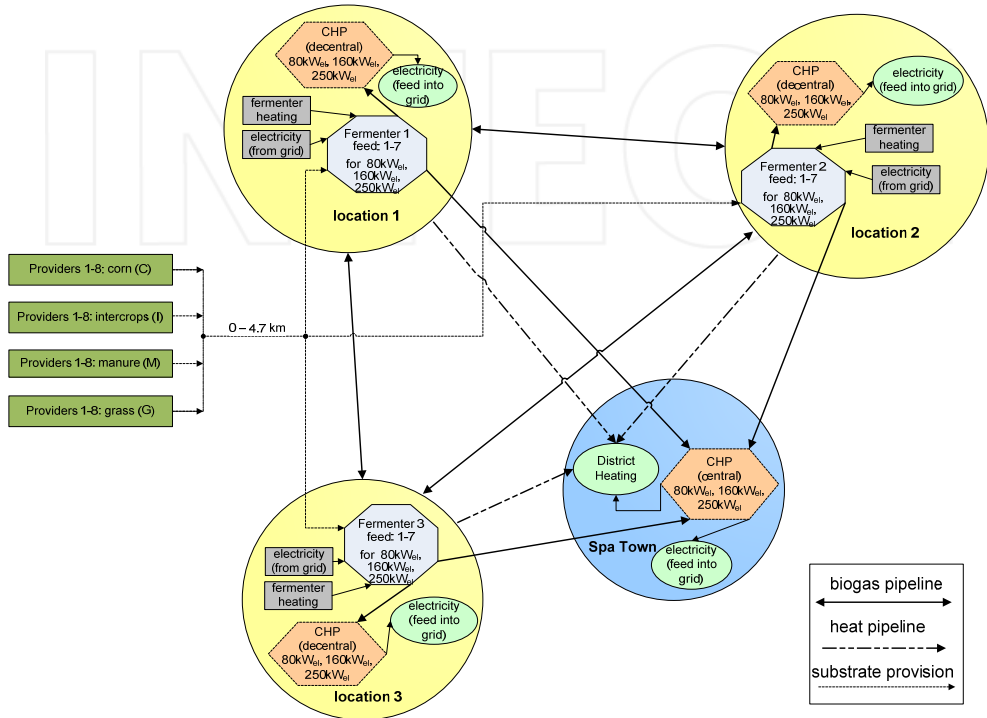 INTEC
CHP
(decentral)
80kWel, 160kWel,
250kWel
electricity
(feed into
grid)
fermenter
heating
electricity
(from grid)
Fermenter 1
feed: 1-7
for 80kWel,
160kWel,
250kWel
location 1
CHP
(decentral)
80kWel, 160kWel,
250kWel
electricity
(feed into grid)
fermenter
heating
electricity
(from grid)
Fermenter 2
feed: 1-7
for 80kWel,
160kWel,
250kWel
location 2
Providers 1-8: corn (C)
Providers 1-8: intercrops (I)
Providers 1-8: manure (M)
Providers 1-8: grass (G)
0 – 4.7 km
District
Heating
CHP
(central)
80kWel, 160kWel,
250kWel
Spa Town
electricity
(feed into
grid)
Fermenter 3
feed: 1-7
for 80kWel,
160kWel,
250kWel
electricity
(from grid)
fermenter
heating
electricity
(feed into
grid)
CHP
(decentral)
80kWel, 160kWel,
250kWel
location 3
biogas pipeline
heat pipeline
substrate provision